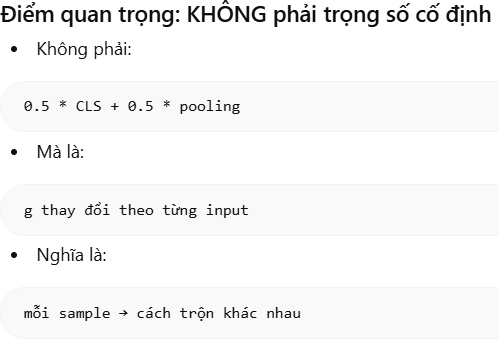 Điểm quan trọng: KHÔNG phải trọng số cố định
• Không phải:
0.5 * CLS + 0.5 * pooling
• Mà là:
g thay đổi theo từng input
• Nghĩa là:
mỗi sample → cách trộn khác nhau